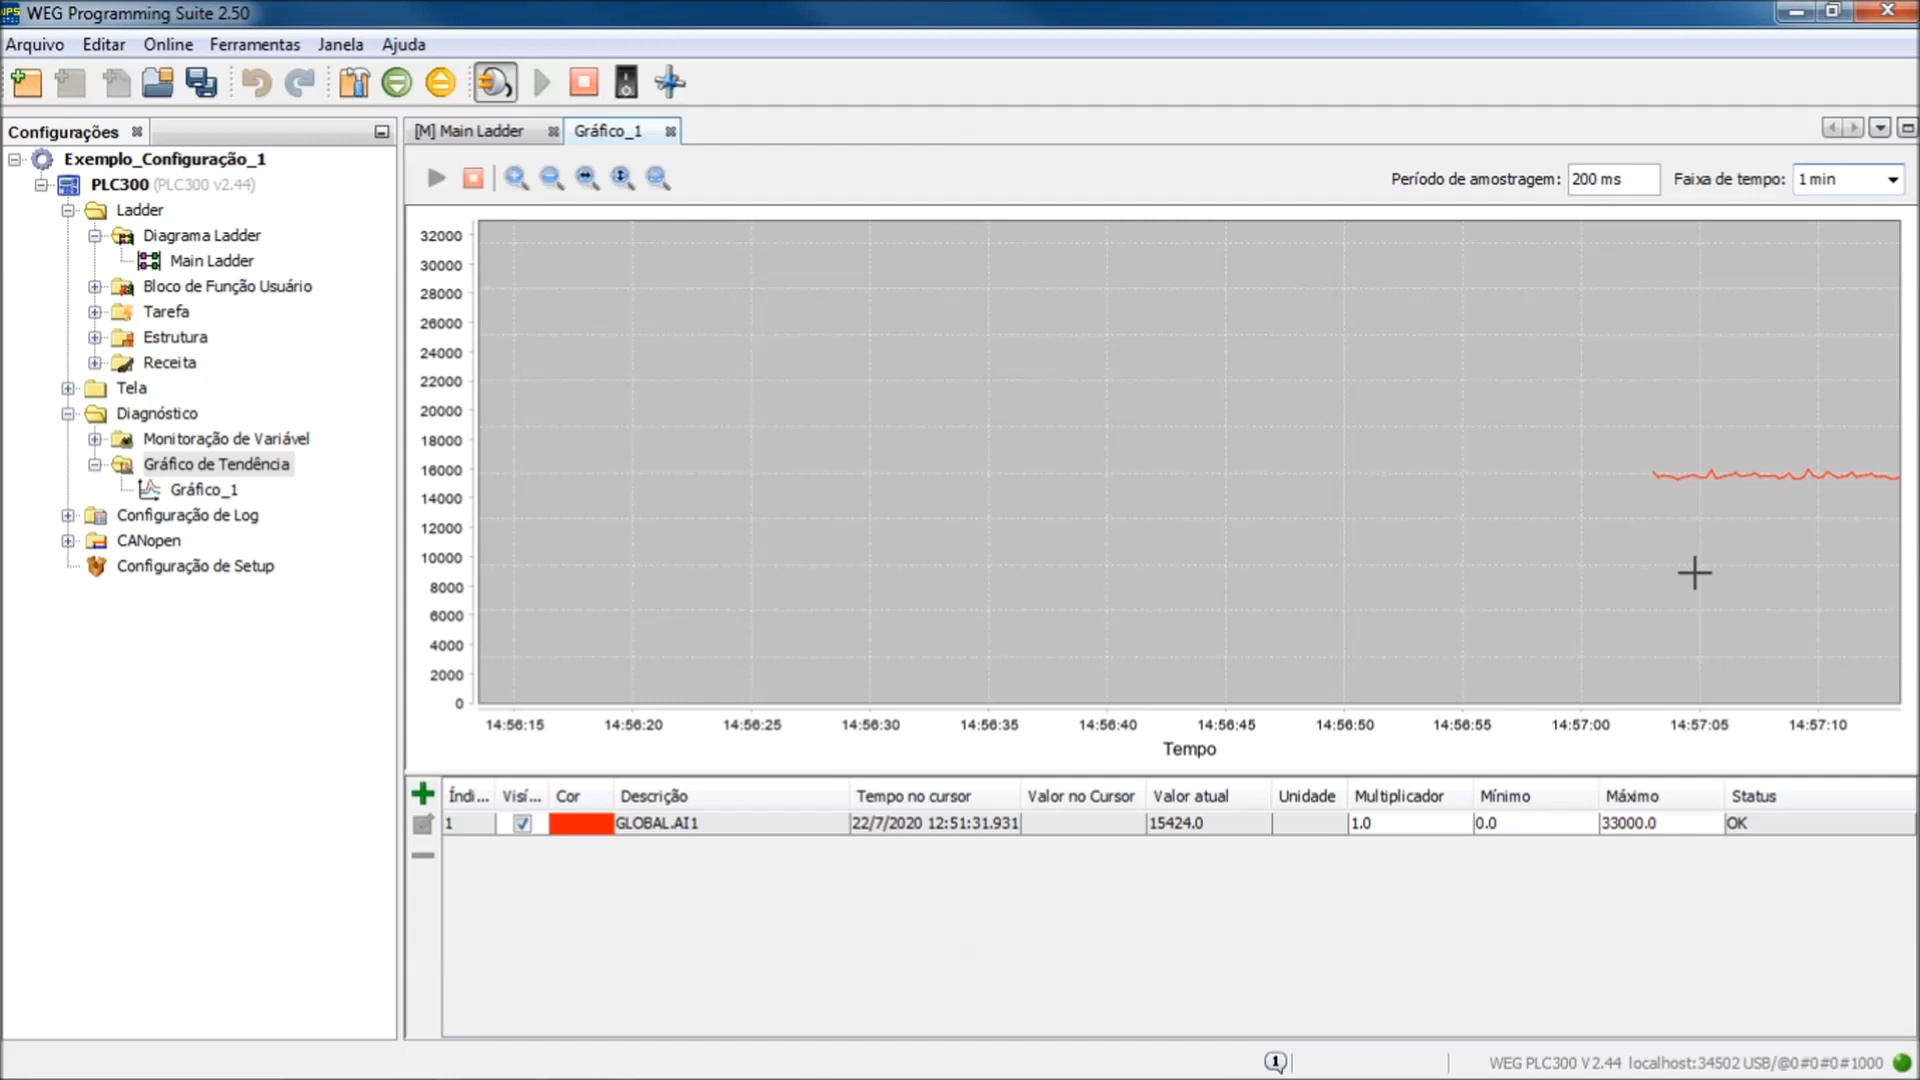 WEG Programming Suite 2.50
Arquivo Editar Online Ferramentas Janela Ajuda
Configurações
[M] Main Ladder Gráfico_1
Exemplo_Configuração_1
PLC300 (PLC300 v2.44)
Ladder
Diagrama Ladder
Main Ladder
Bloco de Função Usuário
Tarefa
Estrutura
Receita
Tela
Diagnóstico
Monitoração de Variável
Gráfico de Tendência
Gráfico_1
Configuração de Log
CANopen
Configuração de Setup
Período de amostragem: 200 ms Faixa de tempo: 1 min
32000
30000
28000
26000
24000
22000
20000
18000
16000
14000
12000
10000
8000
6000
4000
2000
0
14:56:15 14:56:20 14:56:25 14:56:30 14:56:35 14:56:40 14:56:45 14:56:50 14:56:55 14:57:00 14:57:05 14:57:10
Tempo
Índi... Visí... Cor Descrição Tempo no cursor Valor no Cursor Valor atual Unidade Multiplicador Mínimo Máximo Status
1 GLOBAL.AI1 22/7/2020 12:51:31.931 15424.0 1.0 0.0 33000.0 OK
1
WEG PLC300 V2.44 localhost:34502 USB/@0#0#0#1000